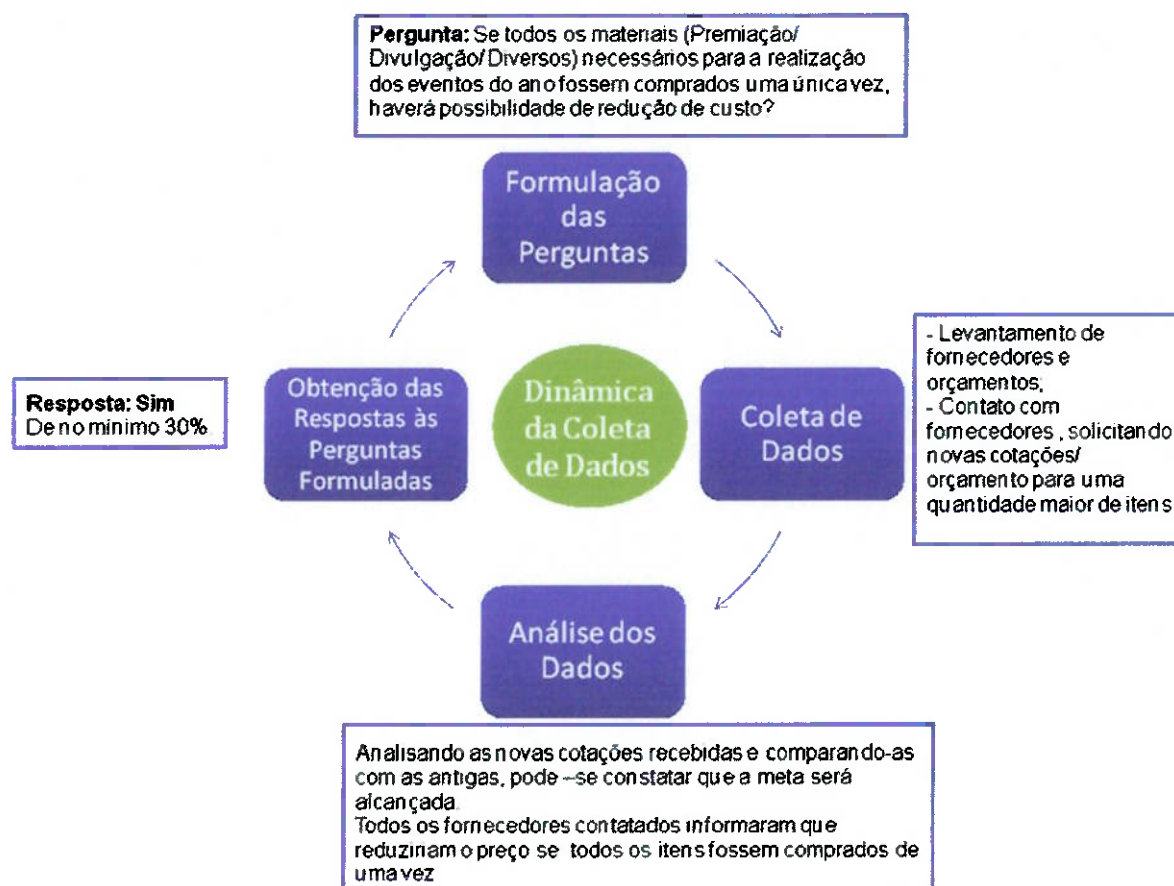 Pergunta: Se todos os materiais (Premiação/
Divulgação/Diversos) necessários para a realização
dos eventos do ano fossem comprados uma única vez,
haverá possibilidade de redução de custo?
Formulação
das
Perguntas
- Levantamento de
fornecedores e
orçamentos;
- Contato com
fornecedores , solicitando
novas cotações/
orçamento para uma
quantidade maior de itens
Coleta de
Dados
Dinâmica
da Coleta
de Dados
Obtenção das
Respostas às
Perguntas
Formuladas
Resposta: Sim
De no mínimo 30%
Análise dos
Dados
Analisando as novas cotações recebidas e comparando-as
com as antigas, pode –se constatar que a meta será
alcançada.
Todos os fornecedores contatados informaram que
reduziriam o preço se todos os itens fossem comprados de
uma vez